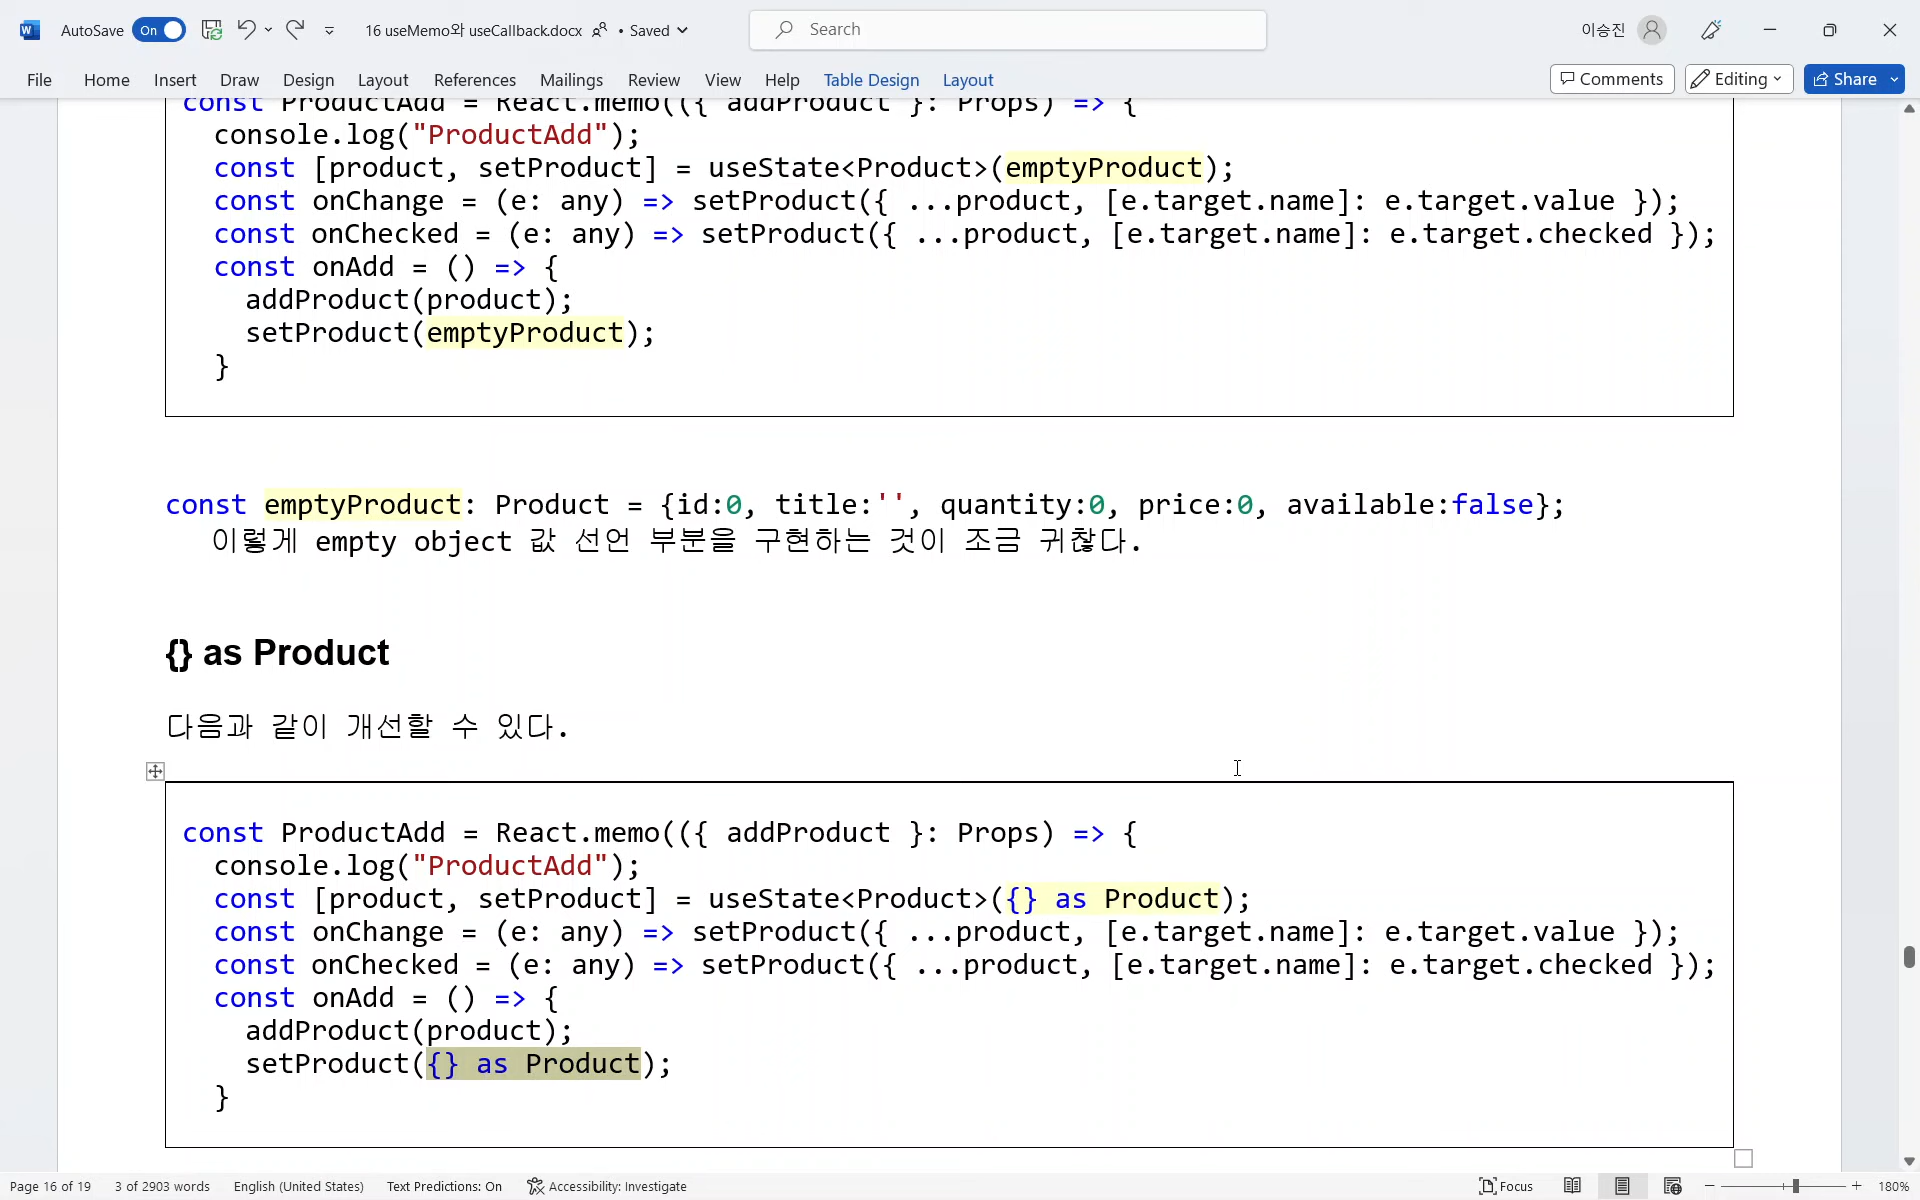 AutoSave On 16 useMemo와 useCallback.docx • Saved Search 이승진
File Home Insert Draw Design Layout References Mailings Review View Help Table Design Layout Comments Editing Share
const ProductAdd = React.memo(({ addProduct }: Props) => {
console.log("ProductAdd");
const [product, setProduct] = useState<Product>(emptyProduct);
const onChange = (e: any) => setProduct({ ...product, [e.target.name]: e.target.value });
const onChecked = (e: any) => setProduct({ ...product, [e.target.name]: e.target.checked });
const onAdd = () => {
addProduct(product);
setProduct(emptyProduct);
}
const emptyProduct: Product = {id:0, title:'', quantity:0, price:0, available:false};
이렇게 empty object 값 선언 부분을 구현하는 것이 조금 귀찮다.
{} as Product
다음과 같이 개선할 수 있다.
const ProductAdd = React.memo(({ addProduct }: Props) => {
console.log("ProductAdd");
const [product, setProduct] = useState<Product>({} as Product);
const onChange = (e: any) => setProduct({ ...product, [e.target.name]: e.target.value });
const onChecked = (e: any) => setProduct({ ...product, [e.target.name]: e.target.checked });
const onAdd = () => {
addProduct(product);
setProduct({} as Product);
}
Page 16 of 19 3 of 2903 words English (United States) Text Predictions: On Accessibility: Investigate Focus 180%